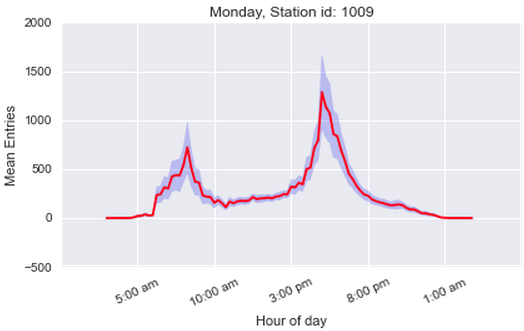 Monday, Station id: 1009
2000
1500
1000
500
0
−500
Mean Entries
5:00 am
10:00 am
3:00 pm
8:00 pm
1:00 am
Hour of day